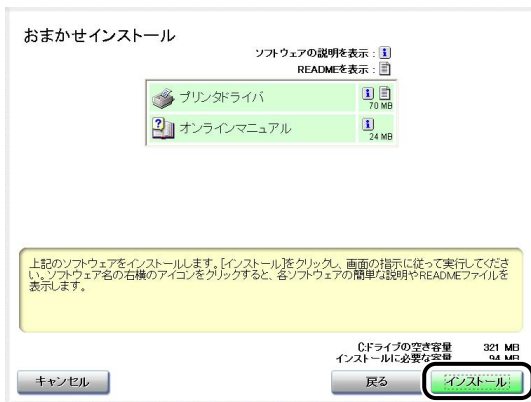 おまかせインストール
ソフトウェアの説明を表示 :
READMEを表示 :
プリンタドライバ
70 MB
オンラインマニュアル
24 MB
上記のソフトウェアをインストールします。[インストール]をクリックし、画面の指示に従って実行してくださ
い。ソフトウェア名の右横のアイコンをクリックすると、各ソフトウェアの簡単な説明やREADMEファイルを
表示します。
C:ドライブの空き容量 321 MB
インストールに必要な容量 94 MB
キャンセル
戻る
インストール